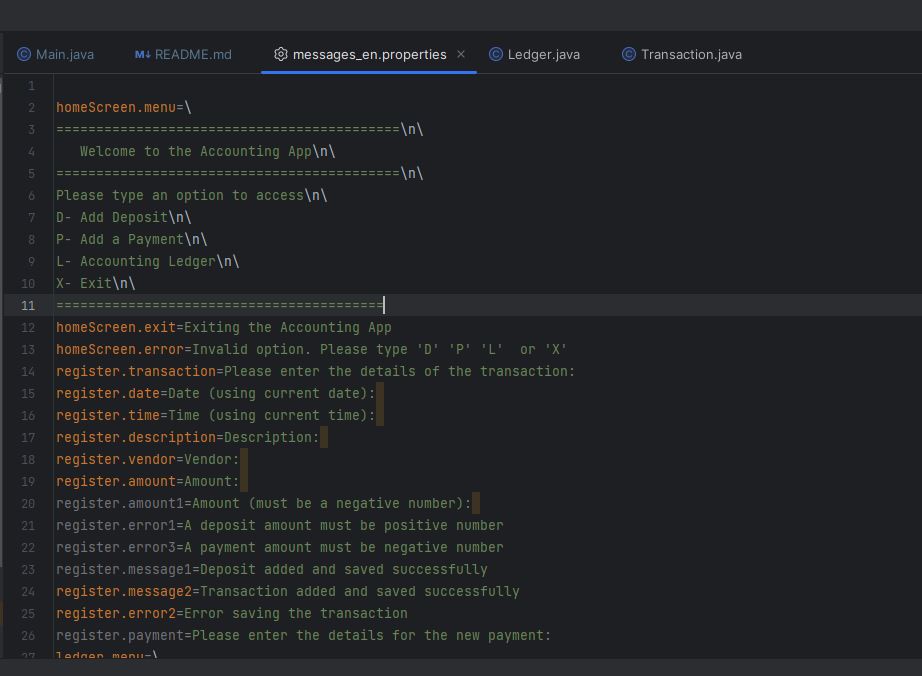 Main.java
M↓ README.md
messages_en.properties ×
Ledger.java
Transaction.java
1
2 homeScreen.menu=\
3 ===========================================\n\
4    Welcome to the Accounting App\n\
5 ===========================================\n\
6 Please type an option to access\n\
7 D- Add Deposit\n\
8 P- Add a Payment\n\
9 L- Accounting Ledger\n\
10 X- Exit\n\
11 =========================================
12 homeScreen.exit=Exiting the Accounting App
13 homeScreen.error=Invalid option. Please type 'D' 'P' 'L'  or 'X'
14 register.transaction=Please enter the details of the transaction:
15 register.date=Date (using current date):
16 register.time=Time (using current time):
17 register.description=Description:
18 register.vendor=Vendor:
19 register.amount=Amount:
20 register.amount1=Amount (must be a negative number):
21 register.error1=A deposit amount must be positive number
22 register.error3=A payment amount must be negative number
23 register.message1=Deposit added and saved successfully
24 register.message2=Transaction added and saved successfully
25 register.error2=Error saving the transaction
26 register.payment=Please enter the details for the new payment:
27 ledger.menu=\